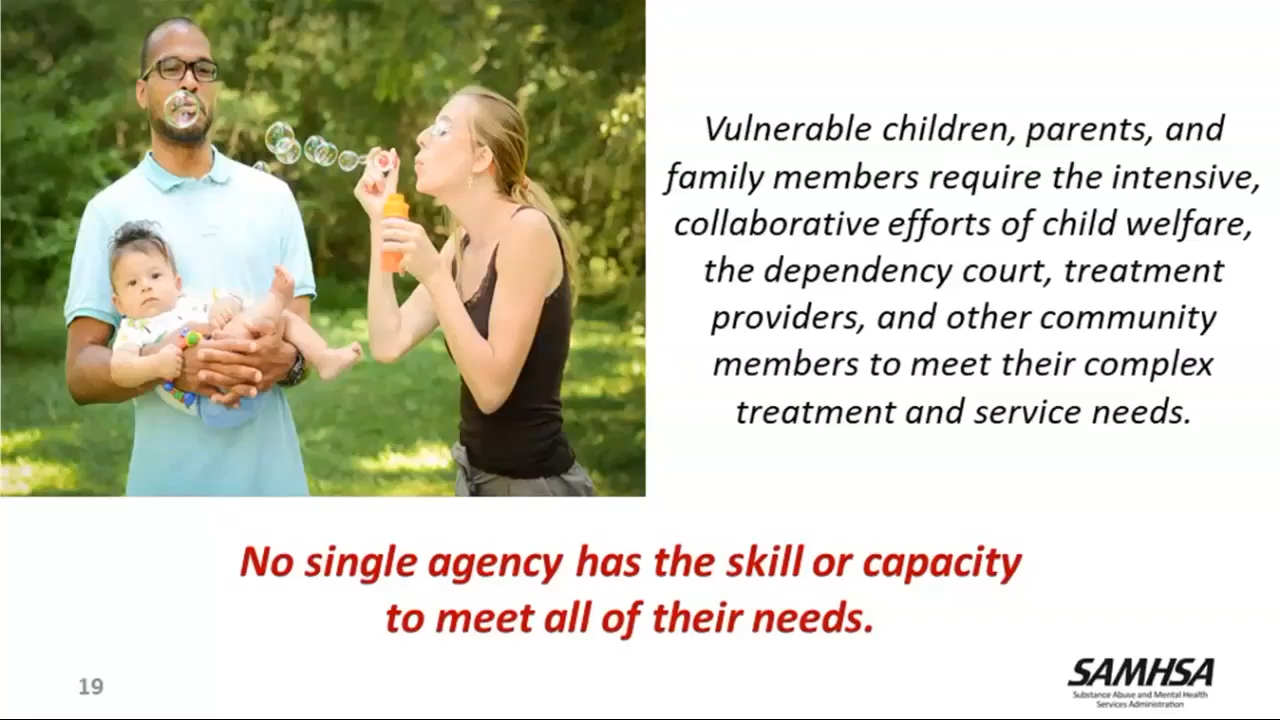 Vulnerable children, parents, and
family members require the intensive,
collaborative efforts of child welfare,
the dependency court, treatment
providers, and other community
members to meet their complex
treatment and service needs.
No single agency has the skill or capacity
to meet all of their needs.
19
SAMHSA
Substance Abuse and Mental Health
Services Administration